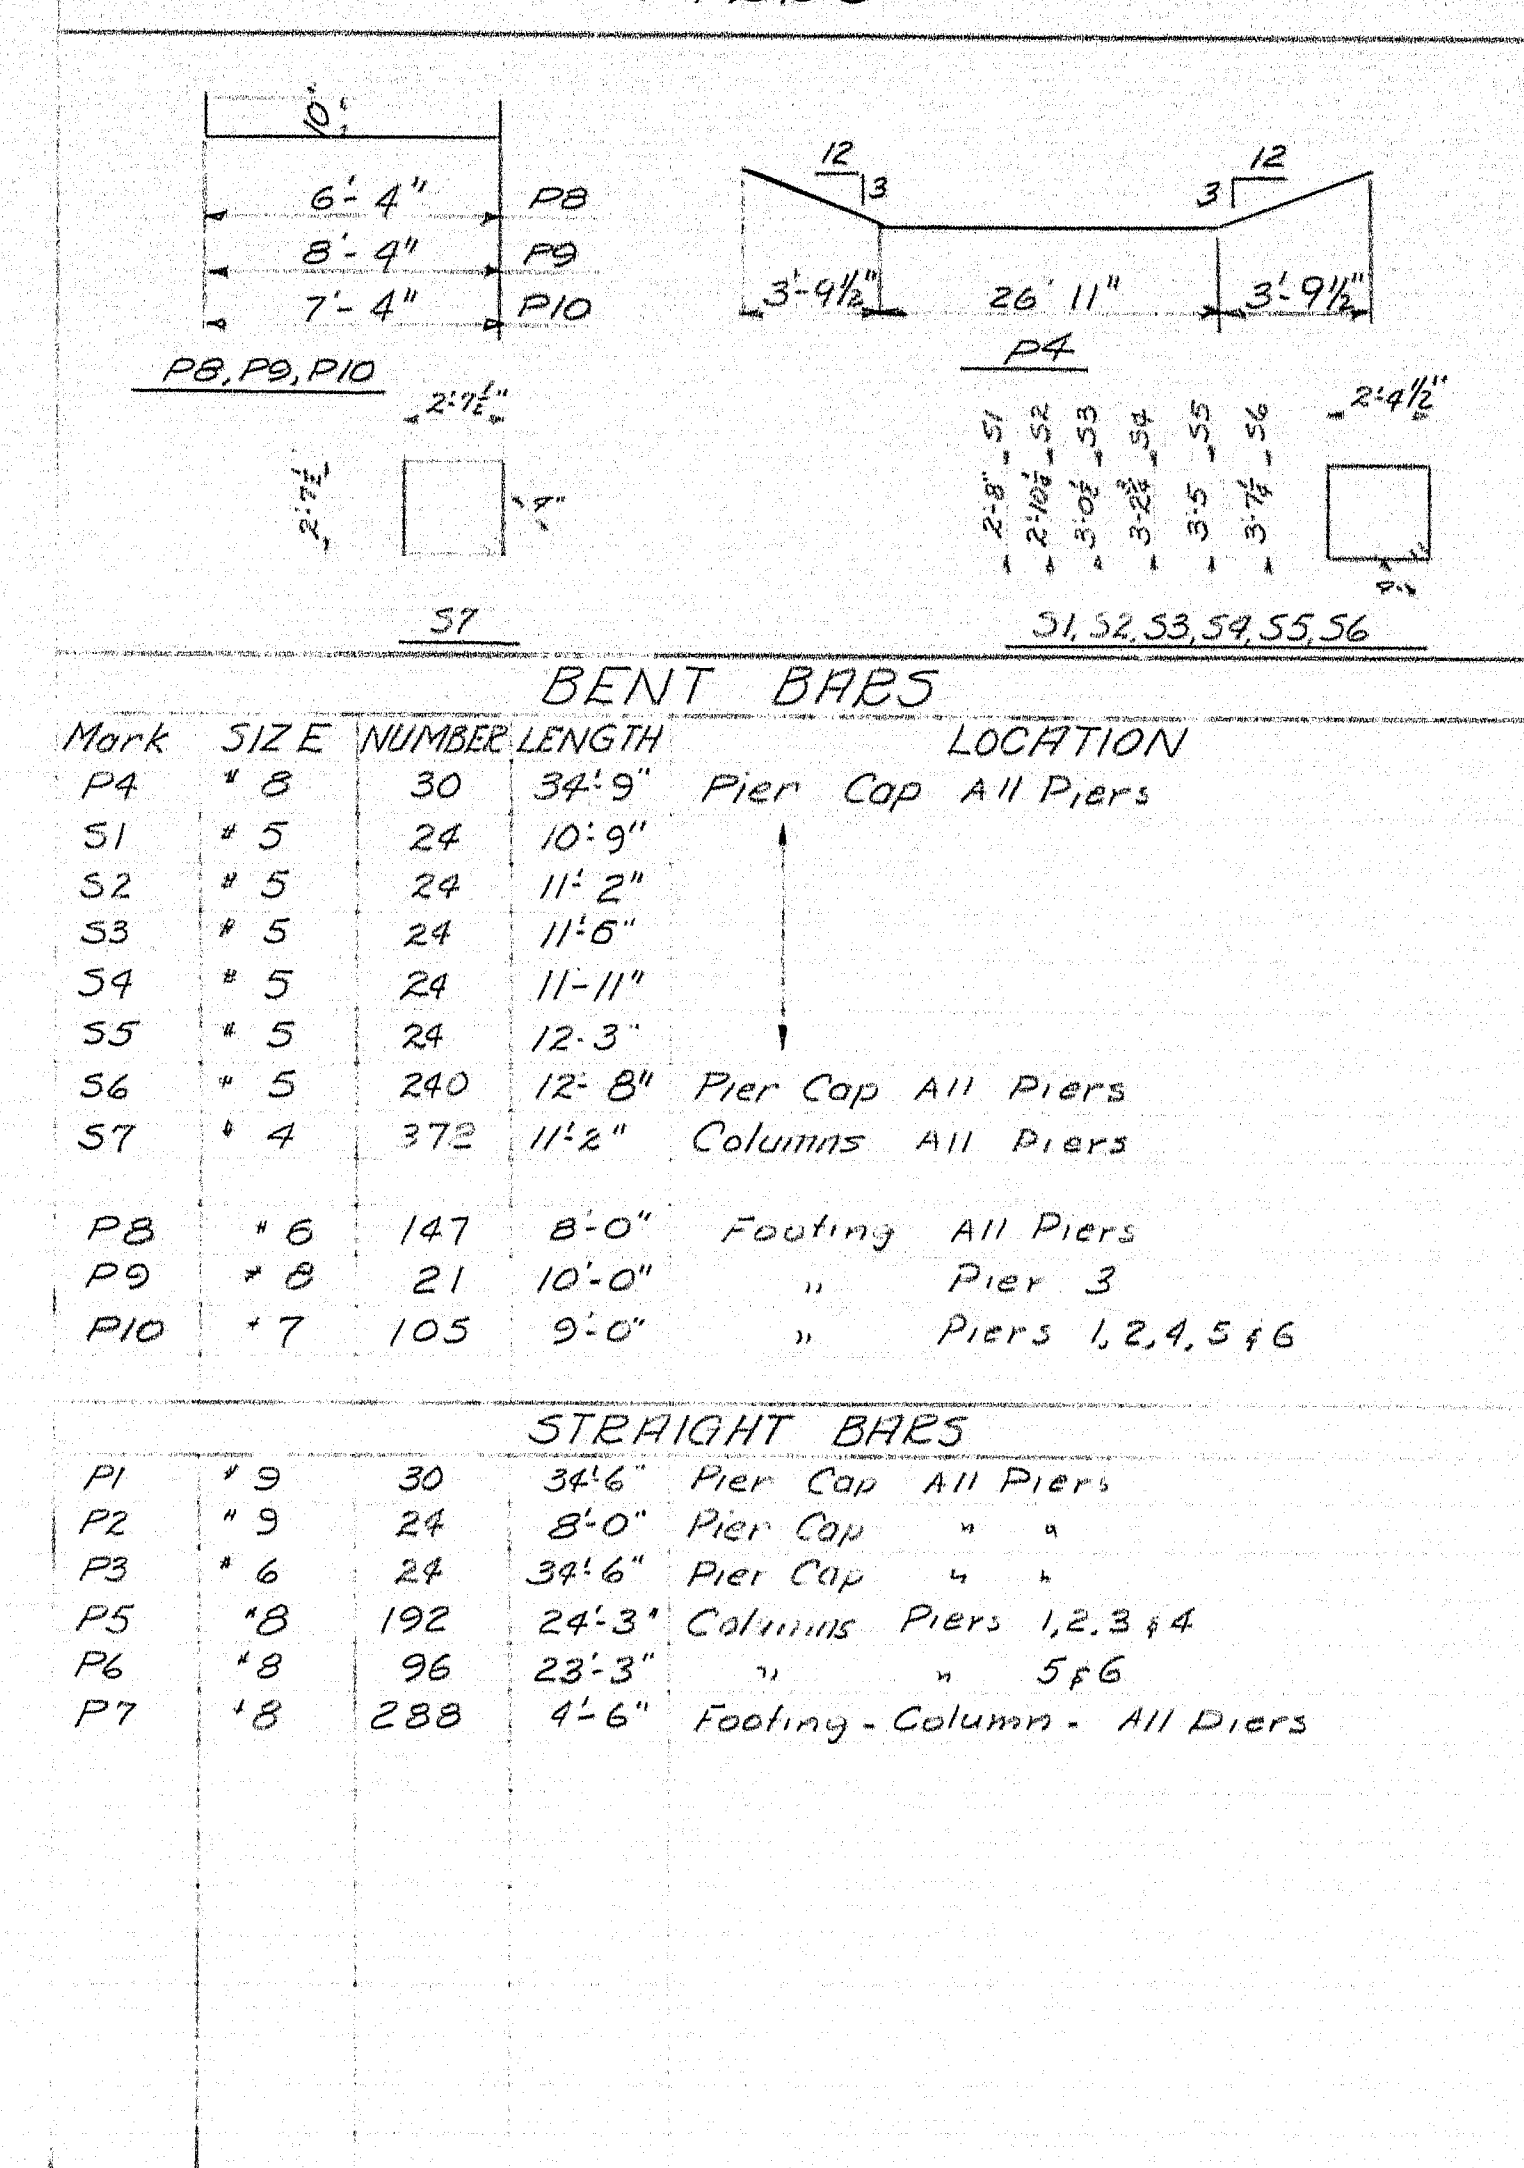 10"
12
3
12
3
6'-4" P8
8'-4" P9
7'-4" P10
3'-9½" 26' 11" 3'-9½"
P8, P9, P10
P4
2'-7½"
2'-7½"
4"
S7
2'-8" S1
2'-10¼ S2
3'-0½ S3
3-2¾ S4
3-5 S5
3'-7¼ S6
2'-4½"
S1, S2, S3, S4, S5, S6
BENT BARS
Mark SIZE NUMBER LENGTH LOCATION
P4 #8 30 34'-9" Pier Cap All Piers
S1 #5 24 10'-9"
S2 #5 24 11'-2"
S3 #5 24 11'-6"
S4 #5 24 11-11"
S5 #5 24 12-3"
S6 #5 240 12'-8" Pier Cap All Piers
S7 #4 372 11'-2" Columns All Piers
P8 #6 147 8'-0" Footing All Piers
P9 #8 21 10'-0" " Pier 3
P10 #7 105 9'-0" " Piers 1, 2, 4, 5 & 6
STRAIGHT BARS
P1 #9 30 34'-6" Pier Cap All Piers
P2 #9 24 8'-0" Pier Cap " "
P3 #6 24 34'-6" Pier Cap " "
P5 #8 192 24'-3" Columns Piers 1, 2, 3 & 4
P6 #8 96 23'-3" " " 5 & 6
P7 #8 288 4'-6" Footing - Column - All Piers